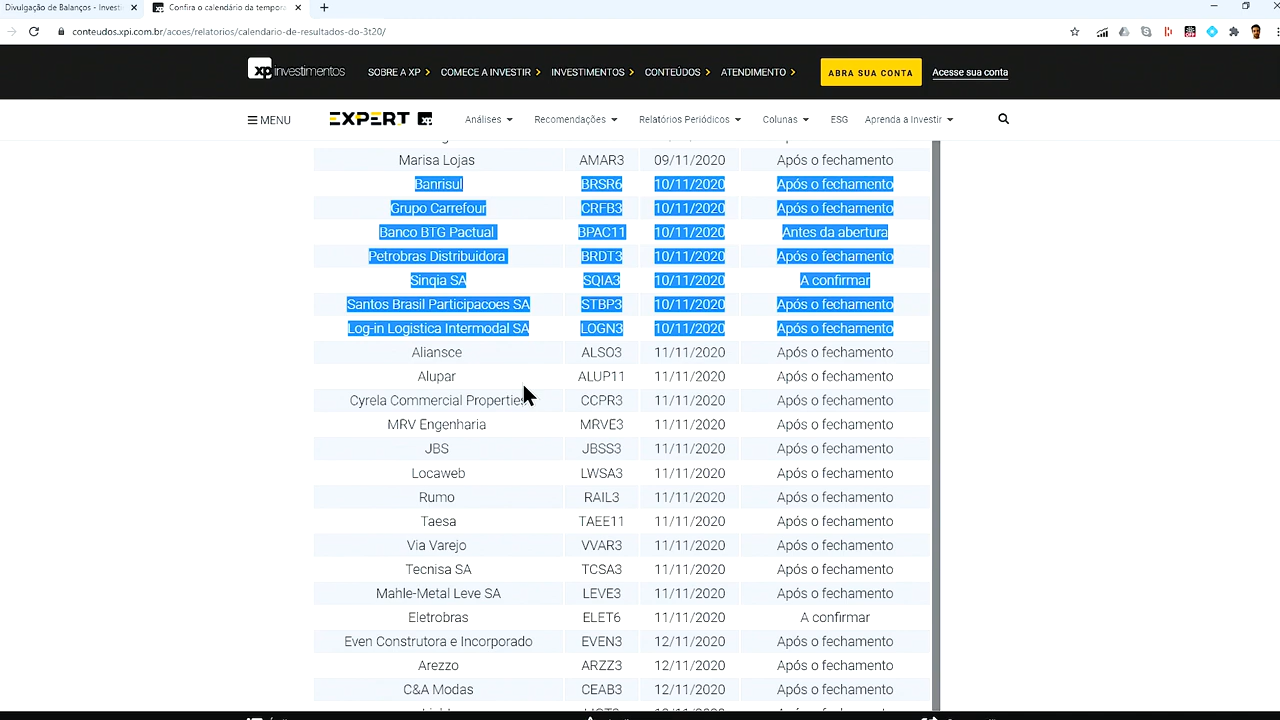 Divulgação de Balanços - Investi
Confira o calendário da tempora
conteudos.xpi.com.br/acoes/relatorios/calendario-de-resultados-do-3t20/
xp investimentos
SOBRE A XP
COMECE A INVESTIR
INVESTIMENTOS
CONTEÚDOS
ATENDIMENTO
ABRA SUA CONTA
Acesse sua conta
MENU
EXPERT xp
Análises
Recomendações
Relatórios Periódicos
Colunas
ESG
Aprenda a Investir
Marisa Lojas AMAR3 09/11/2020 Após o fechamento
Banrisul BRSR6 10/11/2020 Após o fechamento
Grupo Carrefour CRFB3 10/11/2020 Após o fechamento
Banco BTG Pactual BPAC11 10/11/2020 Antes da abertura
Petrobras Distribuidora BRDT3 10/11/2020 Após o fechamento
Sinqia SA SQIA3 10/11/2020 A confirmar
Santos Brasil Participacoes SA STBP3 10/11/2020 Após o fechamento
Log-in Logistica Intermodal SA LOGN3 10/11/2020 Após o fechamento
Aliansce ALSO3 11/11/2020 Após o fechamento
Alupar ALUP11 11/11/2020 Após o fechamento
Cyrela Commercial Properties CCPR3 11/11/2020 Após o fechamento
MRV Engenharia MRVE3 11/11/2020 Após o fechamento
JBS JBSS3 11/11/2020 Após o fechamento
Locaweb LWSA3 11/11/2020 Após o fechamento
Rumo RAIL3 11/11/2020 Após o fechamento
Taesa TAEE11 11/11/2020 Após o fechamento
Via Varejo VVAR3 11/11/2020 Após o fechamento
Tecnisa SA TCSA3 11/11/2020 Após o fechamento
Mahle-Metal Leve SA LEVE3 11/11/2020 Após o fechamento
Eletrobras ELET6 11/11/2020 A confirmar
Even Construtora e Incorporado EVEN3 12/11/2020 Após o fechamento
Arezzo ARZZ3 12/11/2020 Após o fechamento
C&A Modas CEAB3 12/11/2020 Após o fechamento